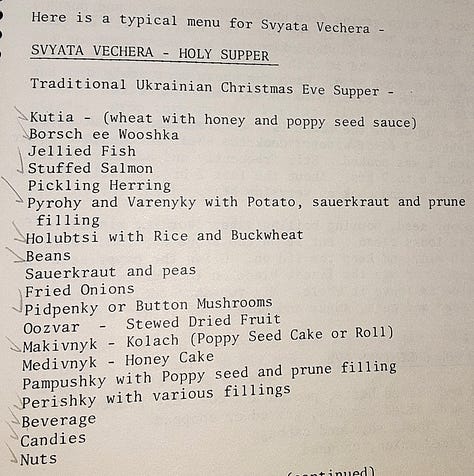 Here is a typical menu for Svyata Vechera -
SVYATA VECHERA - HOLY SUPPER
Traditional Ukrainian Christmas Eve Supper -
Kutia - (wheat with honey and poppy seed sauce)
Borsch ee Wooshka
Jellied Fish
Stuffed Salmon
Pickling Herring
Pyrohy and Varenyky with Potato, sauerkraut and prune
filling
Holubtsi with Rice and Buckwheat
Beans
Sauerkraut and peas
Fried Onions
Pidpenky or Button Mushrooms
Oozvar - Stewed Dried Fruit
Makivnyk - Kolach (Poppy Seed Cake or Roll)
Medivnyk - Honey Cake
Pampushky with Poppy seed and prune filling
Perishky with various fillings
Beverage
Candies
Nuts
(continued)